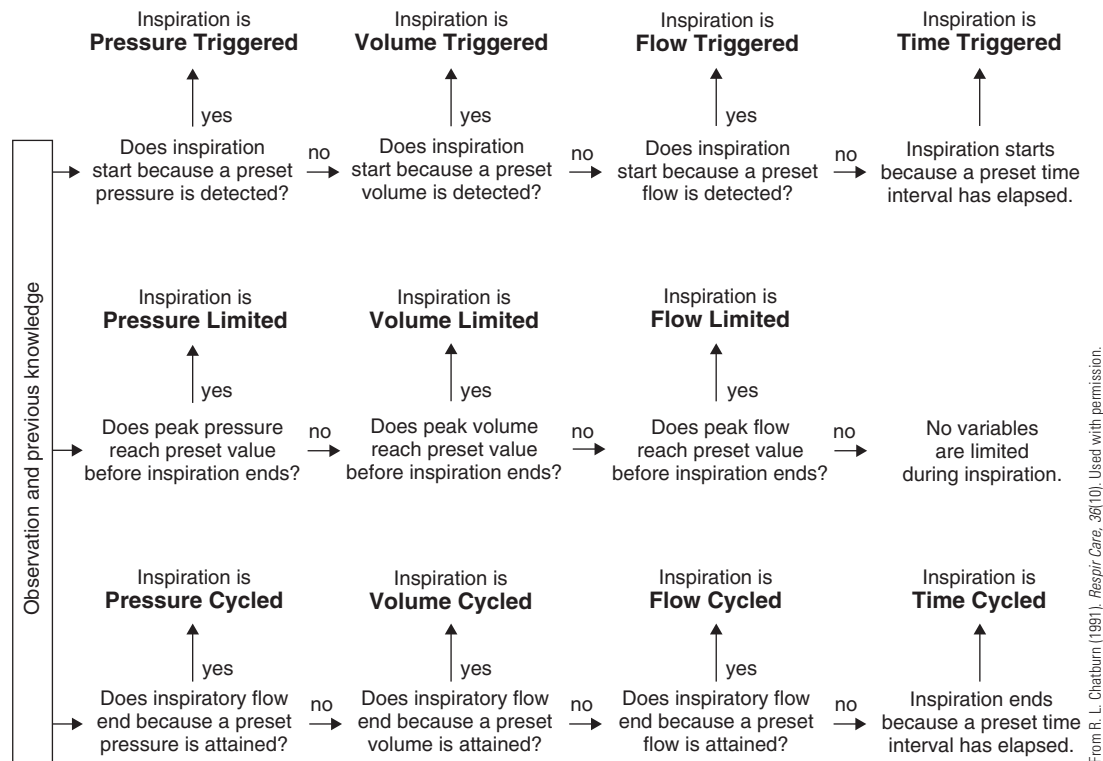 Inspiration is
Pressure Triggered
Inspiration is
Volume Triggered
Inspiration is
Flow Triggered
Inspiration is
Time Triggered
yes
yes
yes
Does inspiration
start because a preset
pressure is detected?
no
Does inspiration
start because a preset
volume is detected?
no
Does inspiration
start because a preset
flow is detected?
no
Inspiration starts
because a preset time
interval has elapsed.
Observation and previous knowledge
Inspiration is
Pressure Limited
Inspiration is
Volume Limited
Inspiration is
Flow Limited
yes
yes
yes
Does peak pressure
reach preset value
before inspiration ends?
no
Does peak volume
reach preset value
before inspiration ends?
no
Does peak flow
reach preset value
before inspiration ends?
no
No variables
are limited
during inspiration.
Inspiration is
Pressure Cycled
Inspiration is
Volume Cycled
Inspiration is
Flow Cycled
Inspiration is
Time Cycled
yes
yes
yes
Does inspiratory flow
end because a preset
pressure is attained?
no
Does inspiratory flow
end because a preset
volume is attained?
no
Does inspiratory flow
end because a preset
flow is attained?
no
Inspiration ends
because a preset time
interval has elapsed.
From R. L. Chatburn (1991). Respir Care, 36(10). Used with permission.